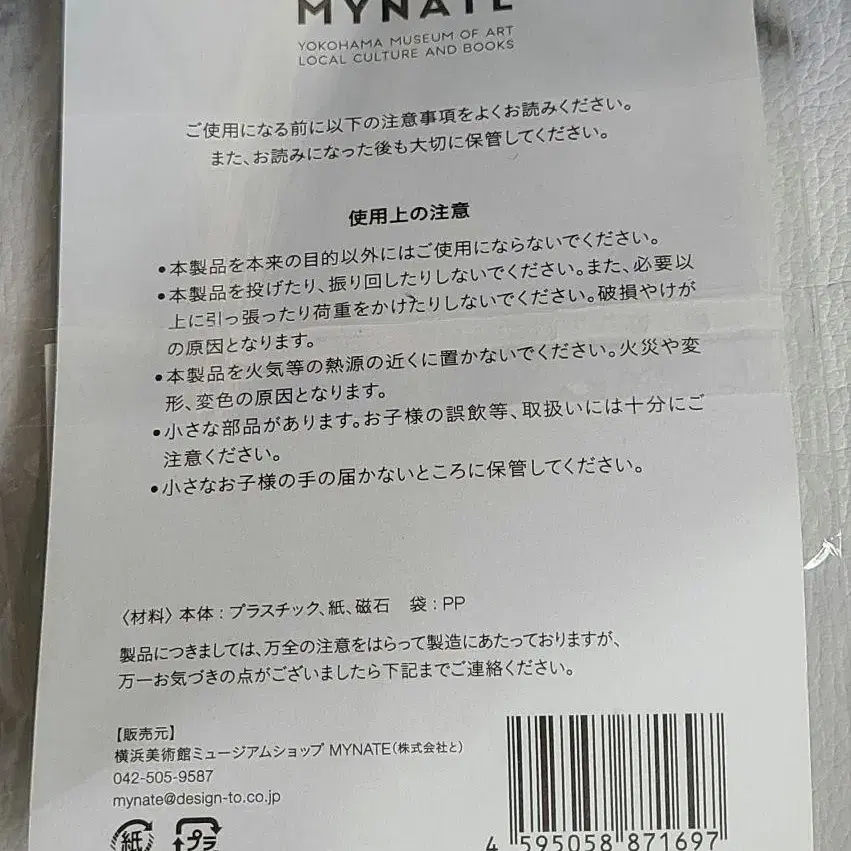 MYNATE
YOKOHAMA MUSEUM OF ART
LOCAL CULTURE AND BOOKS
ご使用になる前に以下の注意事項をよくお読みください。
また、お読みになった後も大切に保管してください。
使用上の注意
•本製品を本来の目的以外にはご使用にならないでください。
•本製品を投げたり、振り回したりしないでください。また、必要以
上に引っ張ったり荷重をかけたりしないでください。破損やけが
の原因となります。
•本製品を火気等の熱源の近くに置かないでください。火災や変
形、変色の原因となります。
•小さな部品があります。お子様の誤飲等、取扱いには十分にご
注意ください。
•小さなお子様の手の届かないところに保管してください。
〈材料〉本体：プラスチック、紙、磁石　袋：PP
製品につきましては、万全の注意をはらって製造にあたっておりますが、
万一お気づきの点がございましたら下記までご連絡ください。
【販売元】
横浜美術館ミュージアムショップ MYNATE（株式会社と）
042-505-9587
mynate@design-to.co.jp
紙 プラ
4 595058 871697